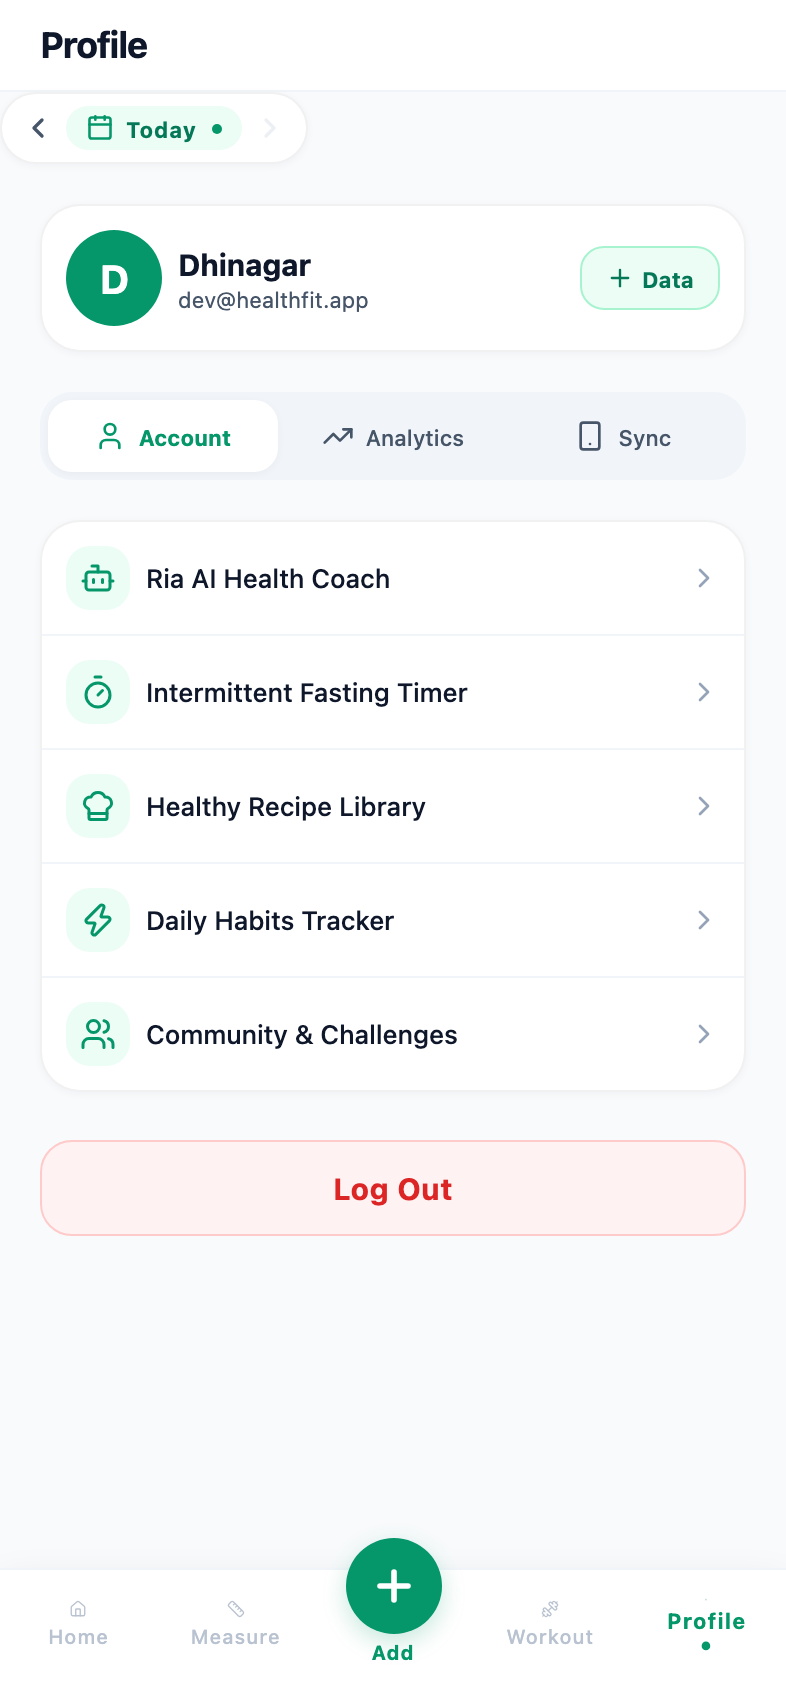 Profile
Today
D
Dhinagar
dev@healthfit.app
Data
Account
Analytics
Sync
Ria AI Health Coach
Intermittent Fasting Timer
Healthy Recipe Library
Daily Habits Tracker
Community & Challenges
Log Out
Home
Measure
Add
Workout
Profile